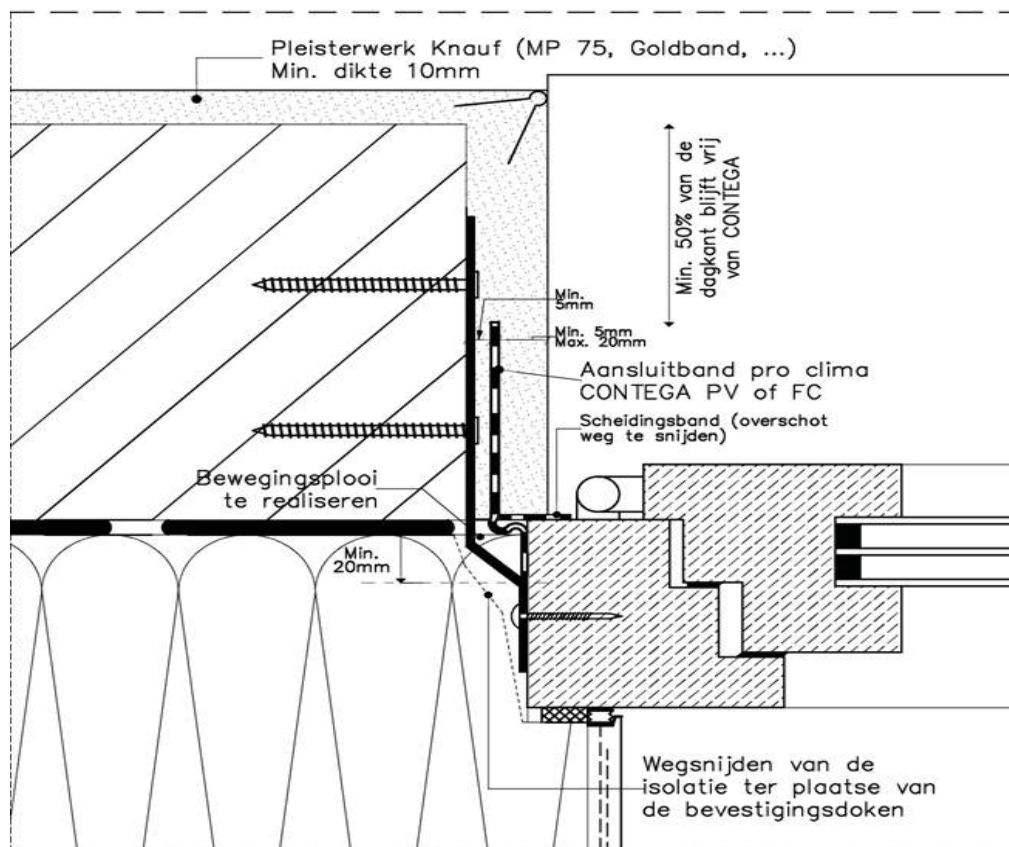 Pleisterwerk Knauf (MP 75, Goldband, ...)
Min. dikte 10mm
Min. 50% van de
dagkant blijft vrij
van CONTEGA
Min.
5mm
Min. 5mm
Max. 20mm
Aansluitband pro clima
CONTEGA PV of FC
Scheidingsband (overschot
weg te snijden)
Bewegingsplooi
te realiseren
Min.
20mm
Wegsnijden van de
isolatie ter plaatse van
de bevestigingsdoken